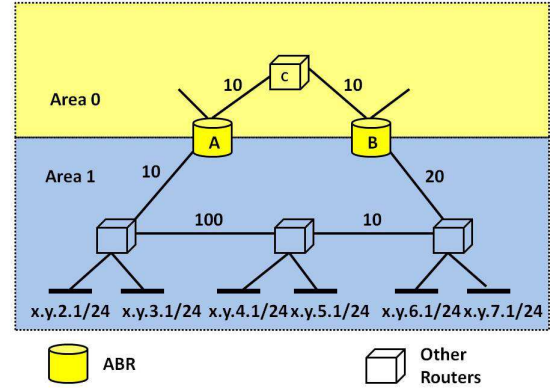 C
10 10
Area 0
A B
Area 1
10 20
100 10
x.y.2.1/24 x.y.3.1/24 x.y.4.1/24 x.y.5.1/24 x.y.6.1/24 x.y.7.1/24
ABR
Other
Routers